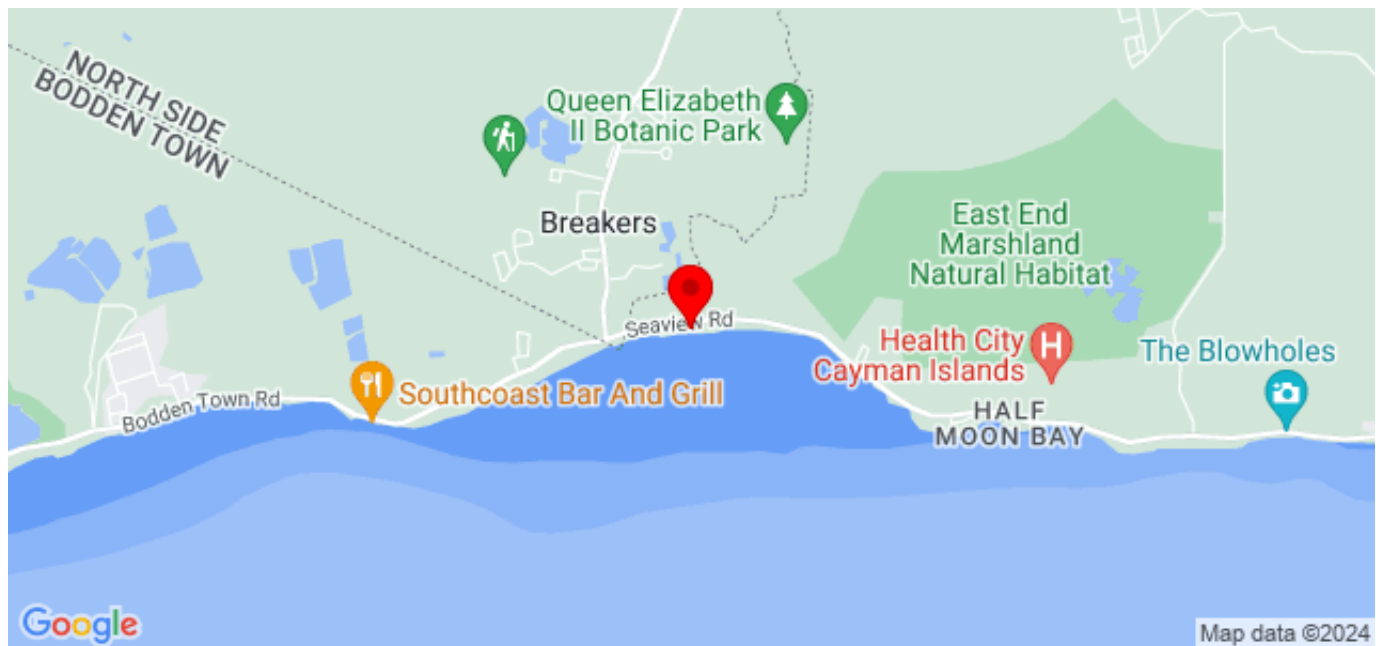 NORTH SIDE
BODDEN TOWN
Queen Elizabeth
II Botanic Park
Breakers
East End
Marshland
Natural Habitat
Seaview Rd
Health City
Cayman Islands
H
The Blowholes
Southcoast Bar And Grill
Bodden Town Rd
HALF
MOON BAY
Google
Map data ©2024